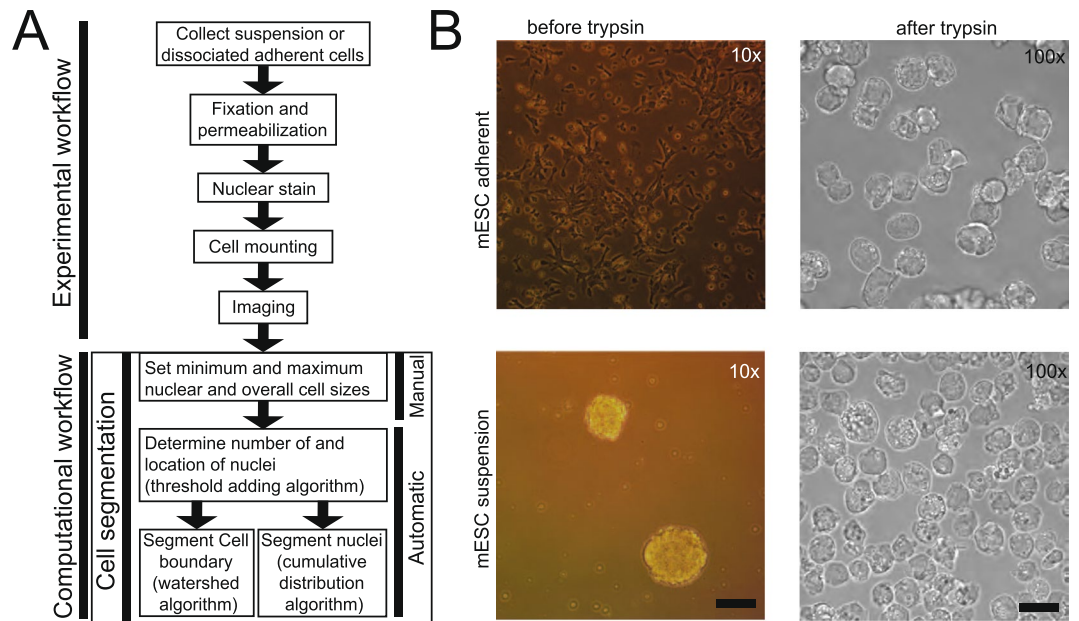 A
Experimental workflow
Collect suspension or
dissociated adherent cells
Fixation and
permeabilization
Nuclear stain
Cell mounting
Imaging
Computational workflow
Cell segmentation
Set minimum and maximum
nuclear and overall cell sizes
Manual
Determine number of and
location of nuclei
(threshold adding algorithm)
Automatic
Segment Cell
boundary
(watershed
algorithm)
Segment nuclei
(cumulative
distribution
algorithm)
B
before trypsin
after trypsin
mESC adherent
10x
100x
mESC suspension
10x
100x